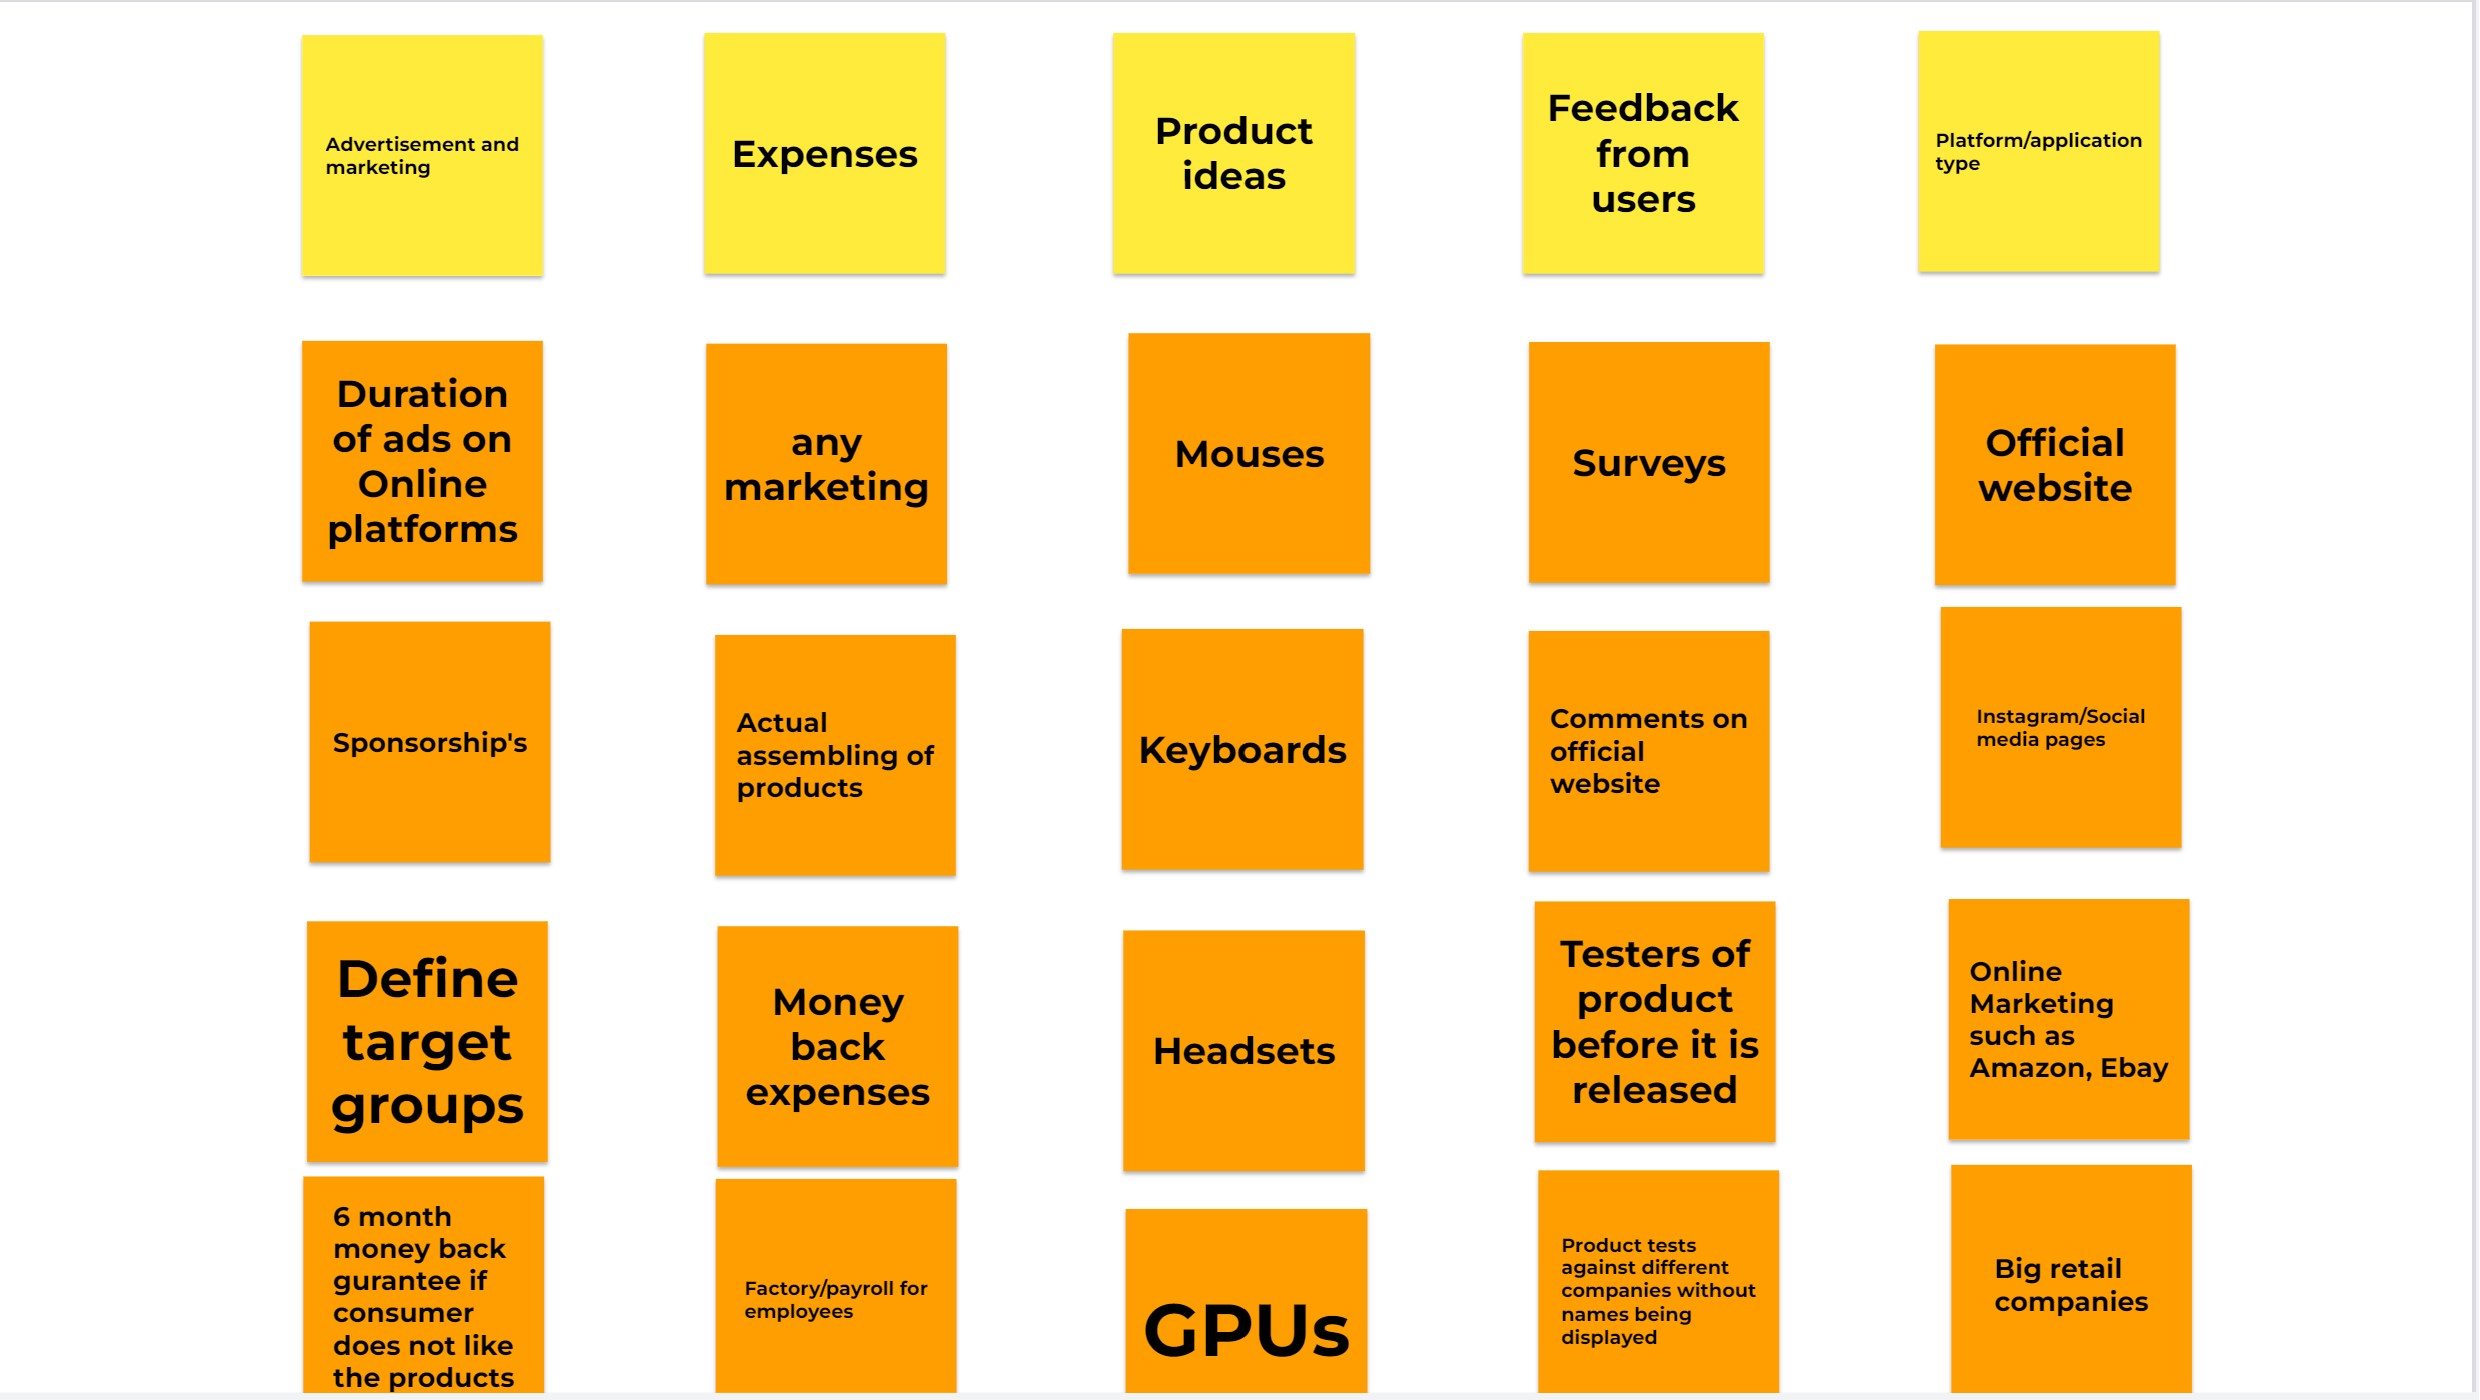 Advertisement and
marketing
Expenses
Product
ideas
Feedback
from
users
Platform/application
type
Duration
of ads on
Online
platforms
any
marketing
Mouses
Surveys
Official
website
Sponsorship's
Actual
assembling of
products
Keyboards
Comments on
official
website
Instagram/Social
media pages
Define
target
groups
Money
back
expenses
Headsets
Testers of
product
before it is
released
Online
Marketing
such as
Amazon, Ebay
6 month
money back
gurantee if
consumer
does not like
the products
Factory/payroll for
employees
GPUs
Product tests
against different
companies without
names being
displayed
Big retail
companies